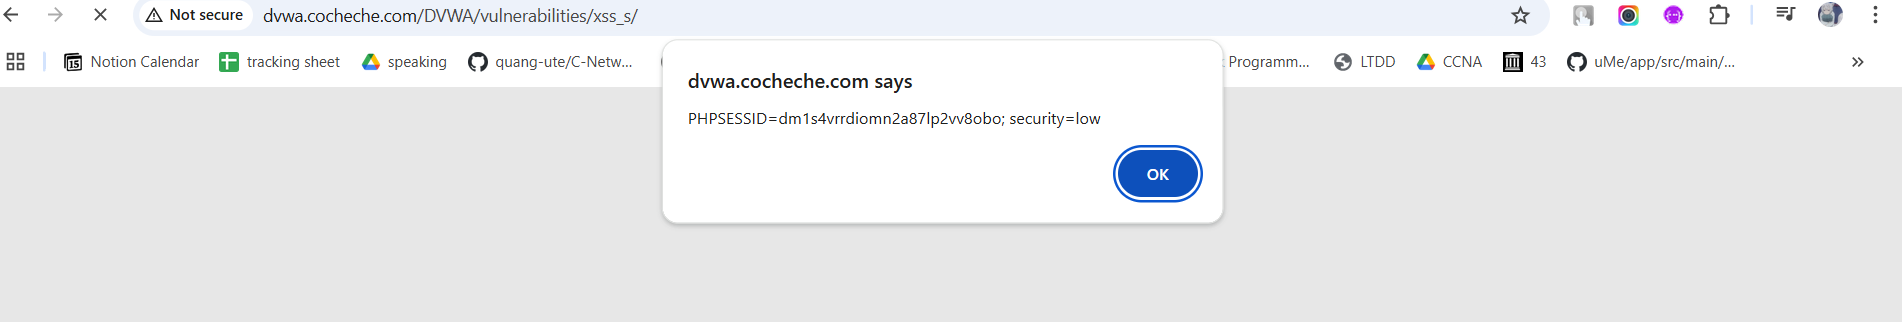 Not secure dvwa.cocheche.com/DVWA/vulnerabilities/xss_s/
15 Notion Calendar tracking sheet speaking quang-ute/C-Netw... Programm... LTDD CCNA 43 uMe/app/src/main/...
dvwa.cocheche.com says
PHPSESSID=dm1s4vrrdiomn2a87lp2vv8obo; security=low
OK